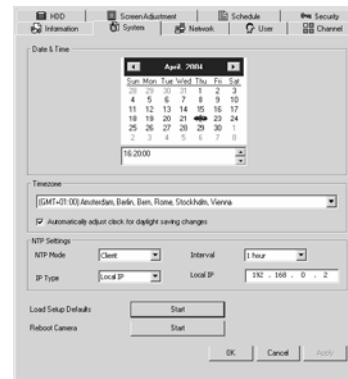 HDD Screen Adjustment Schedule Security
Information System Network User Channel
Date & Time
April, 2004
Sun Mon Tue Wed Thu Fri Sat
28 29 30 31 1 2 3
4 5 6 7 8 9 10
11 12 13 14 15 16 17
18 19 20 21 23 24
25 26 27 28 29 30 1
2 3 4 5 6 7 8
16:20:00
Timezone
(GMT+01:00) Amsterdam, Berlin, Bern, Rome, Stockholm, Vienna
Automatically adjust clock for daylight saving changes
NTP Settings
NTP Mode Client Interval 1 hour
IP Type Local IP Local IP 192 . 168 . 0 . 2
Load Setup Defaults Start
Reboot Camera Start
OK Cancel Apply